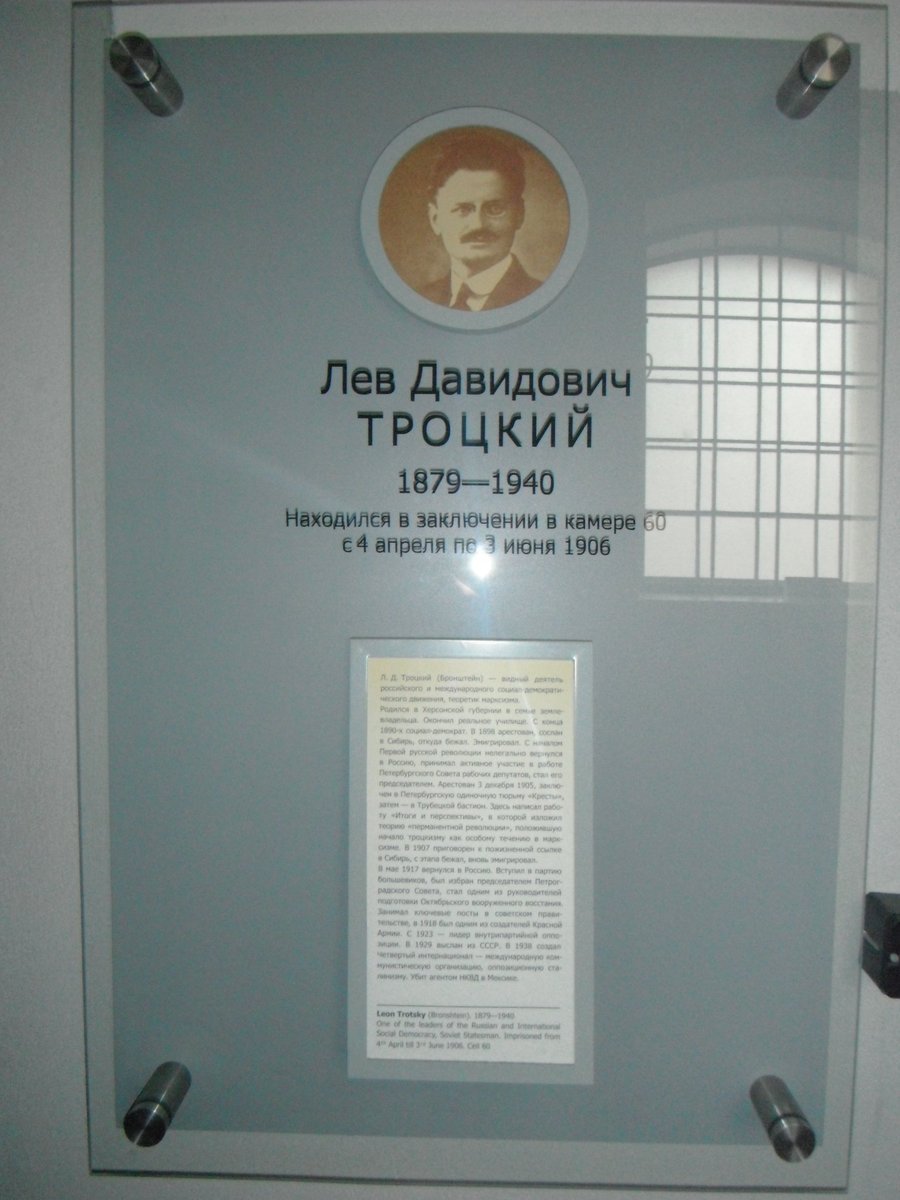 Лев Давидович
ТРОЦКИЙ
1879—1940
Находился в заключении в камере 60
с 4 апреля по 3 июня 1906
Л. Д. Троцкий (Бронштейн) — видный деятель
российского и международного социал-демократи-
ческого движения, теоретик марксизма.
Родился в Херсонской губернии в семье земле-
владельца. Окончил реальное училище. С конца
1890-х социал-демократ. В 1898 арестован, сослан
в Сибирь, откуда бежал. Эмигрировал. С началом
Первой русской революции нелегально вернулся
в Россию, принимал активное участие в работе
Петербургского Совета рабочих депутатов, стал его
председателем. Арестован 3 декабря 1905, заклю-
чен в Петербургскую одиночную тюрьму «Кресты»,
затем — в Трубецкой бастион. Здесь написал рабо-
ту «Итоги и перспективы», в которой изложил
теорию «перманентной революции», положившую
начало троцкизму как особому течению в марк-
сизме. В 1907 приговорен к пожизненной ссылке
в Сибирь, с этапа бежал, вновь эмигрировал.
В мае 1917 вернулся в Россию. Вступил в партию
большевиков, был избран председателем Петрог-
радского Совета, стал одним из руководителей
подготовки Октябрьского вооруженного восстания.
Занимал ключевые посты в советском прави-
тельстве, в 1918 был одним из создателей Красной
Армии. С 1923 — лидер внутрипартийной оппо-
зиции. В 1929 выслан из СССР. В 1938 создал
Четвертый интернационал — международную ком-
мунистическую организацию, оппозиционную ста-
линизму. Убит агентом НКВД в Мексике.
Leon Trotsky (Bronshtein). 1879—1940
One of the leaders of the Russian and International
Social Democracy, Soviet Statesman. Imprisoned from
4th April till 3rd June 1906. Cell 60